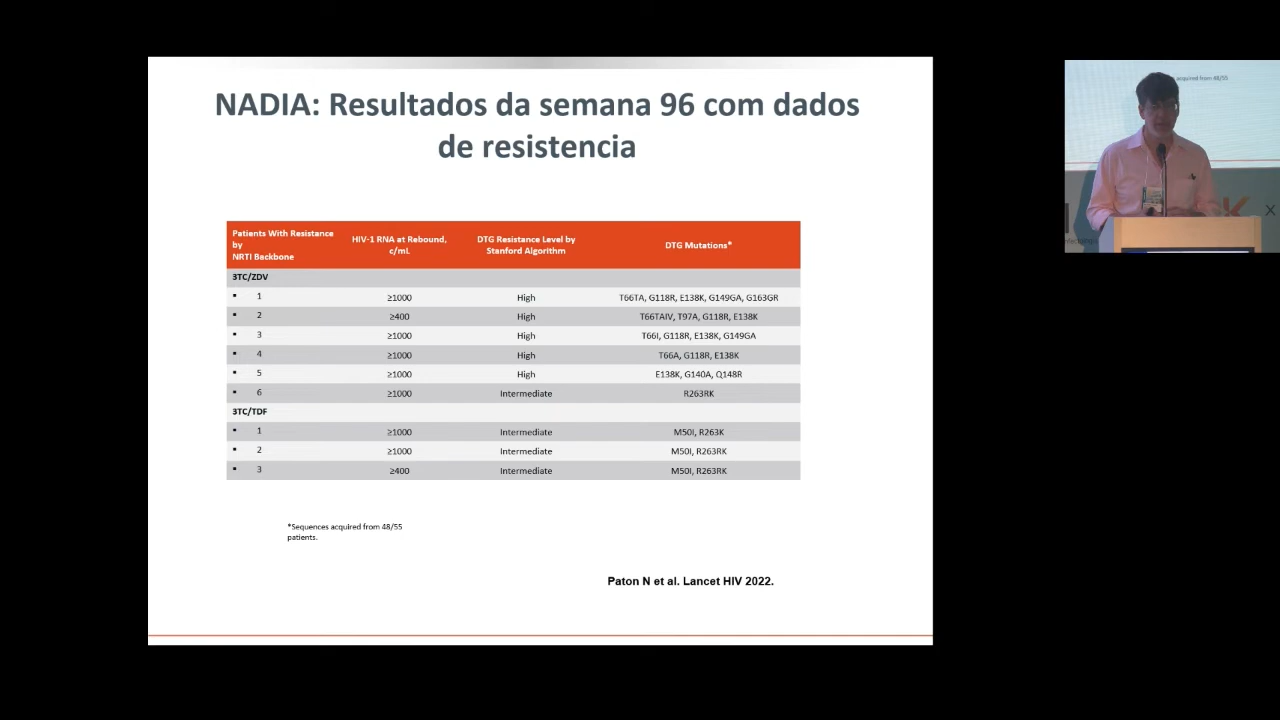 NADIA: Resultados da semana 96 com dados
de resistencia
Patients With Resistance
by
NRTI Backbone
HIV-1 RNA at Rebound,
c/mL
DTG Resistance Level by
Stanford Algorithm
DTG Mutations*
3TC/ZDV
▪ 1 ≥1000 High T66TA, G118R, E138K, G149GA, G163GR
▪ 2 ≥400 High T66TAIV, T97A, G118R, E138K
▪ 3 ≥1000 High T66I, G118R, E138K, G149GA
▪ 4 ≥1000 High T66A, G118R, E138K
▪ 5 ≥1000 High E138K, G140A, Q148R
▪ 6 ≥1000 Intermediate R263RK
3TC/TDF
▪ 1 ≥1000 Intermediate M50I, R263K
▪ 2 ≥1000 Intermediate M50I, R263RK
▪ 3 ≥400 Intermediate M50I, R263RK
*Sequences acquired from 48/55
patients.
Paton N et al. Lancet HIV 2022.
acquired from 48/55